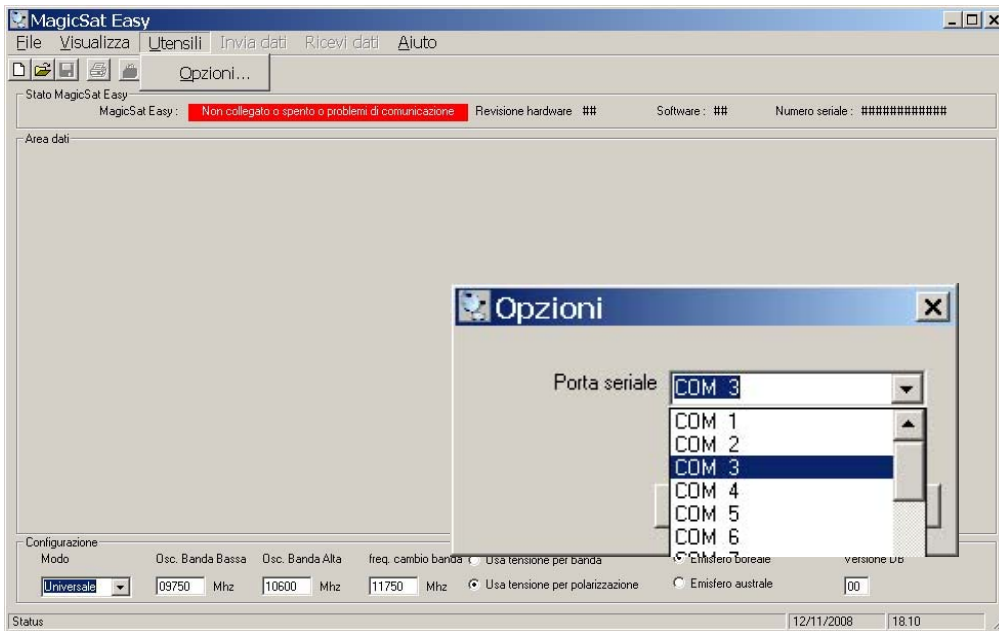 MagicSat Easy
File Visualizza Utensili Invia dati Ricevi dati Aiuto
Opzioni...
Stato MagicSat Easy
MagicSat Easy : Non collegato o spento o problemi di comunicazione Revisione hardware ## Software : ## Numero seriale : #############
Area dati
Opzioni
Porta seriale COM 3
COM 1
COM 2
COM 3
COM 4
COM 5
COM 6
Configurazione
Modo Osc. Banda Bassa Osc. Banda Alta freq. cambio banda Usa tensione per banda Emisfero boreale Versione DB
Universale 09750 Mhz 10600 Mhz 11750 Mhz Usa tensione per polarizzazione Emisfero australe 00
Status 12/11/2008 18.10